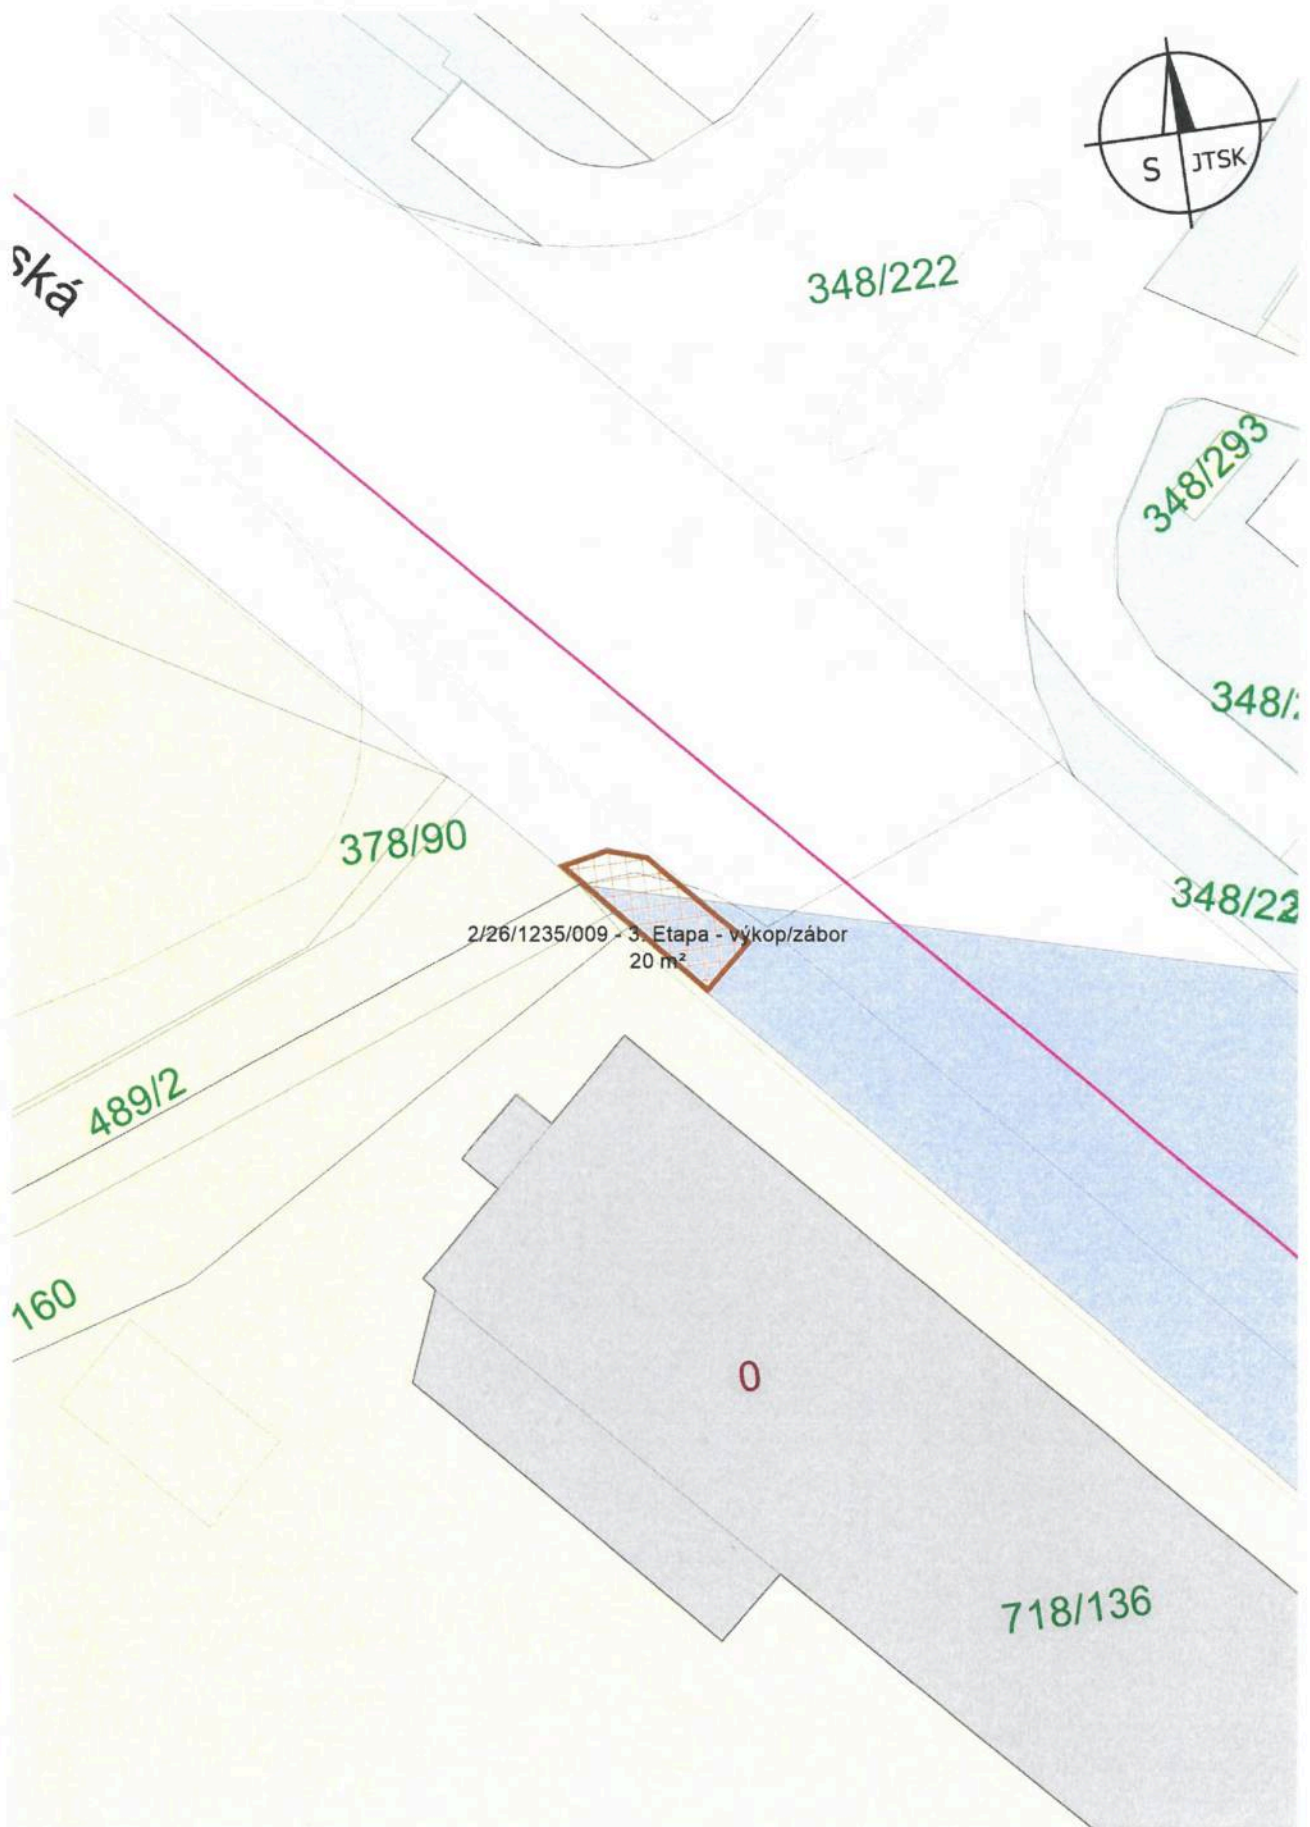 S JTSK
ská
348/222
348/293
348/
378/90
348/22
2/26/1235/009 - 3. Etapa - výkop/zábor
20 m²
489/2
160
0
718/136